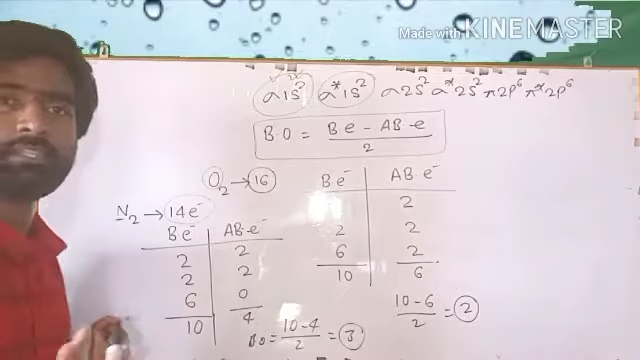 Made with KINEMASTER
σ1s² σ*1s² σ2s² σ*2s² π2p⁶ π*2p⁶
B.O = Be - AB.e / 2
O₂ → 16
Be⁻ AB.e⁻
2
2 2
6 2
10 6
10-6 / 2 = 2
N₂ → 14e⁻
Be⁻ AB.e⁻
2 2
2 2
6 0
10 4
BO = 10-4 / 2 = 3